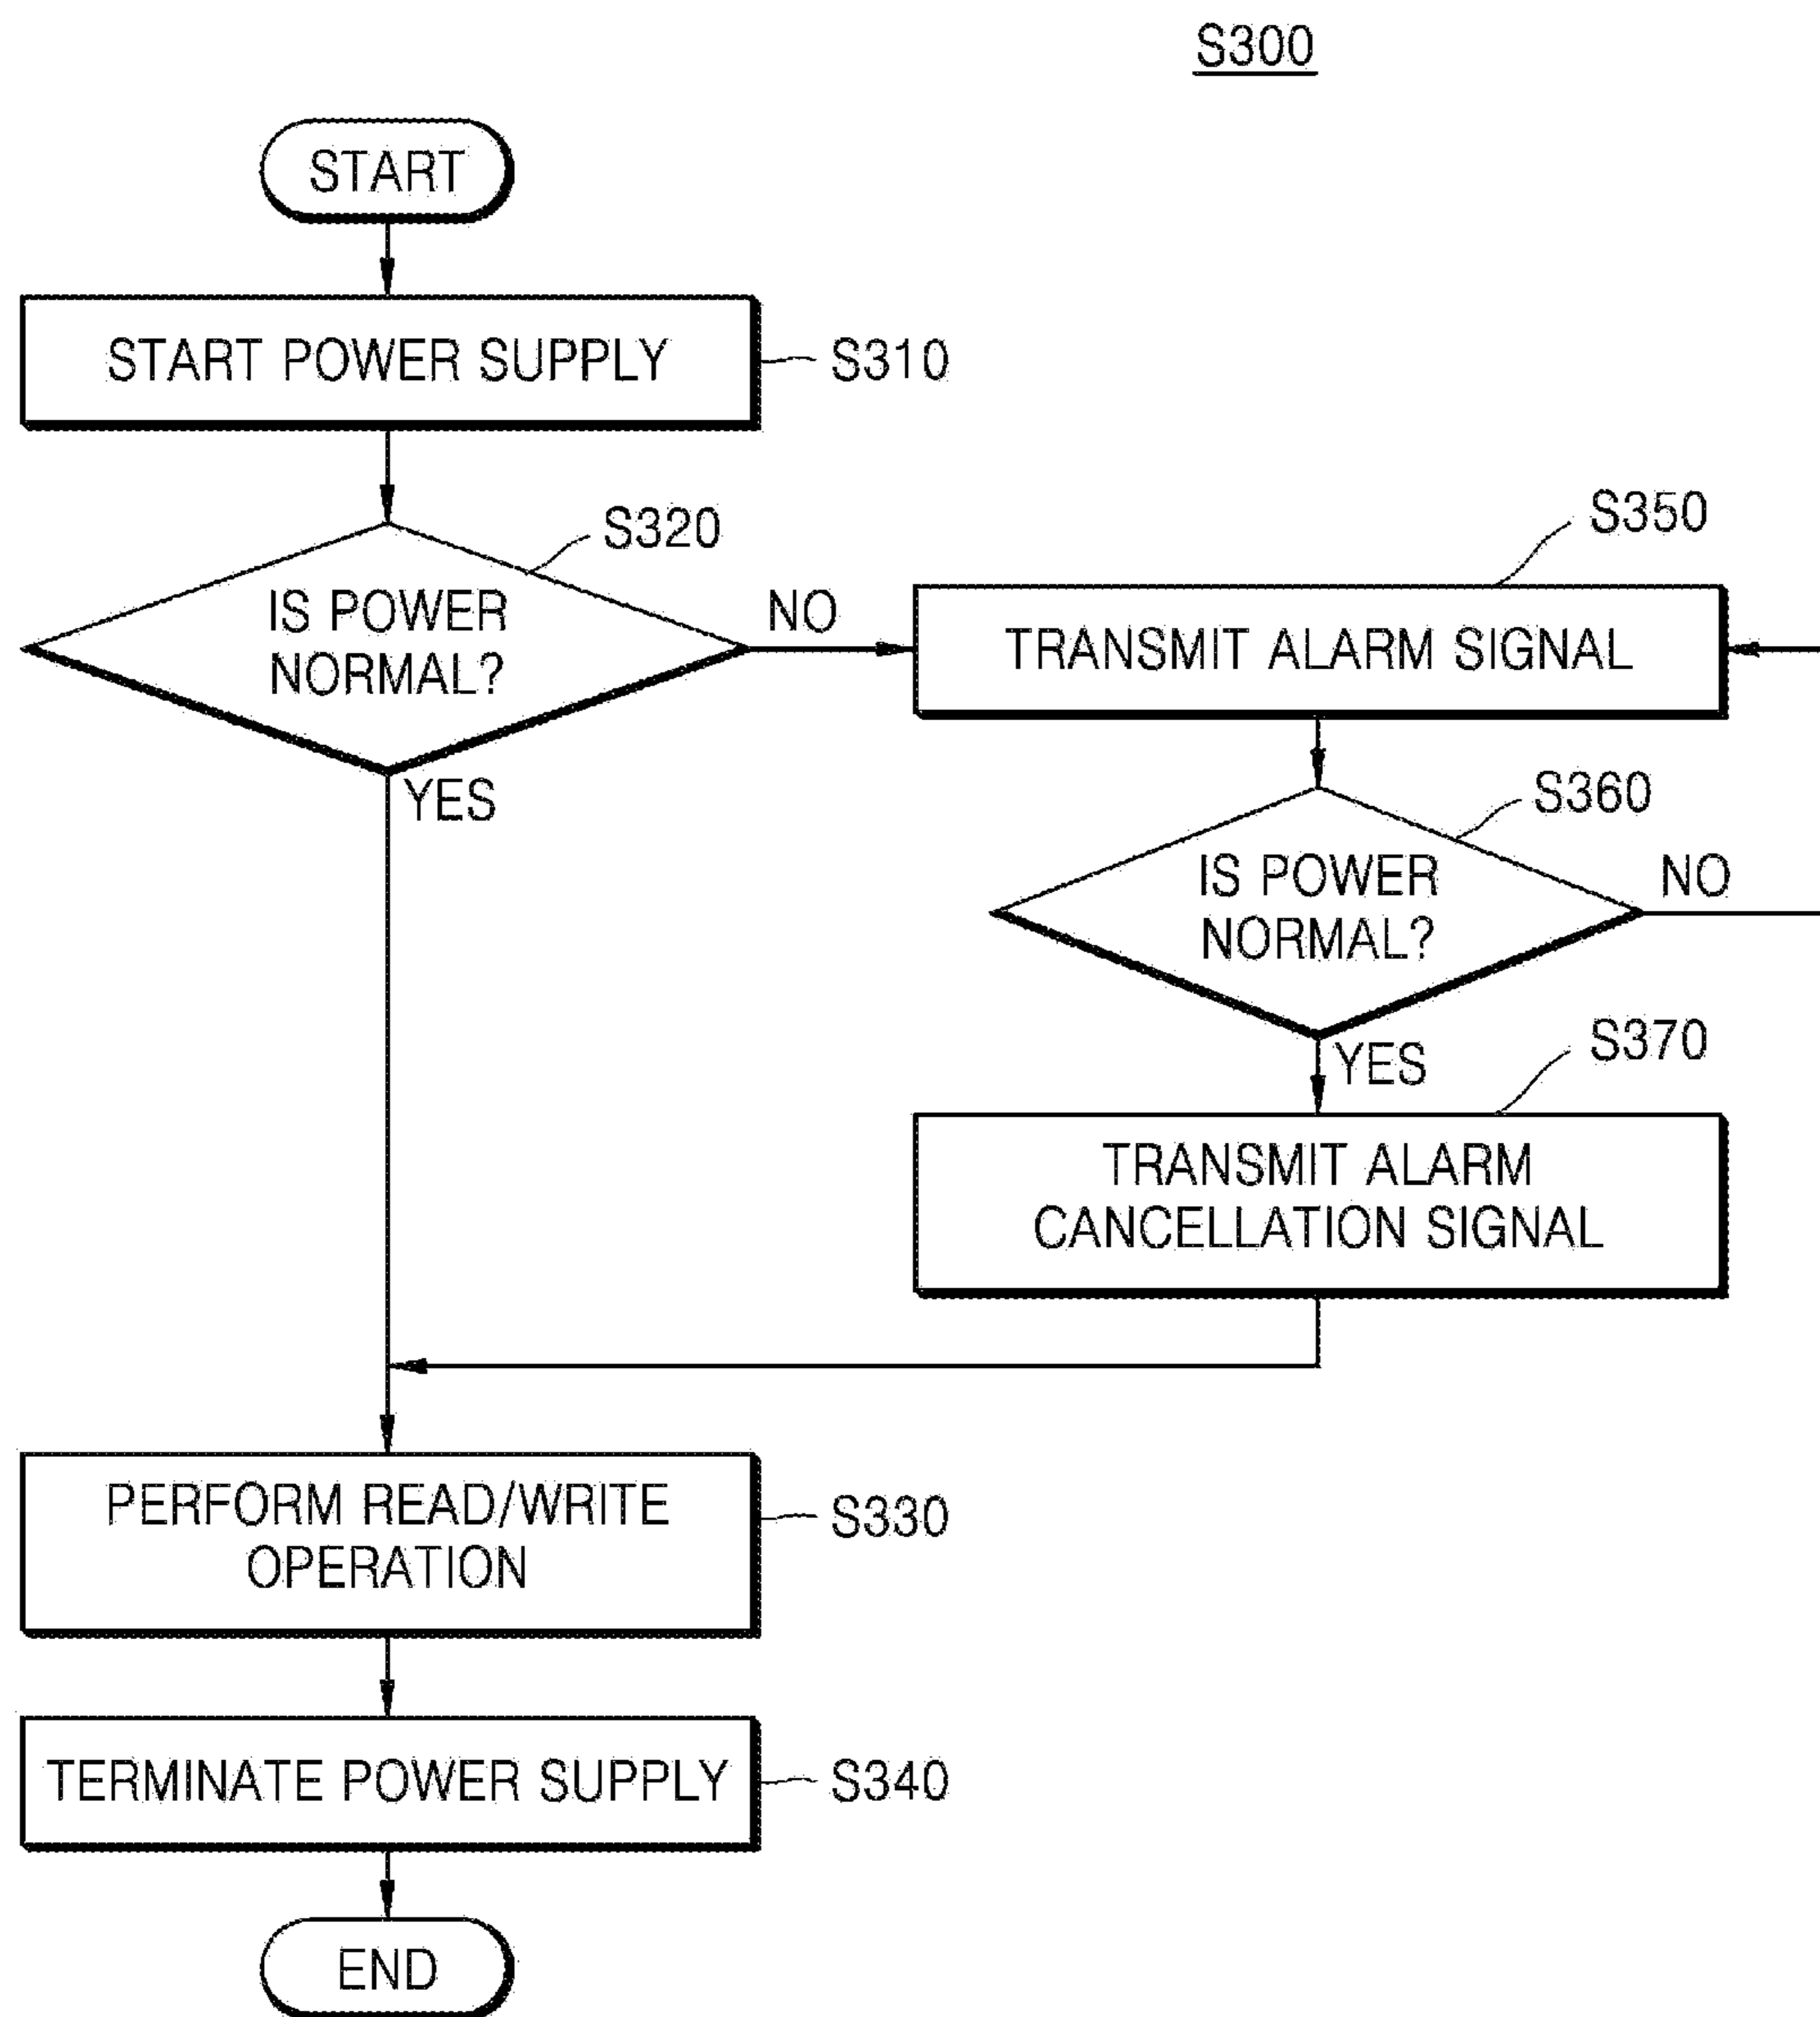 S300
START
START POWER SUPPLY
S310
S320
IS POWER
NORMAL?
NO
YES
S350
TRANSMIT ALARM SIGNAL
S360
IS POWER
NORMAL?
NO
YES
S370
TRANSMIT ALARM
CANCELLATION SIGNAL
PERFORM READ/WRITE
OPERATION
S330
TERMINATE POWER SUPPLY
S340
END